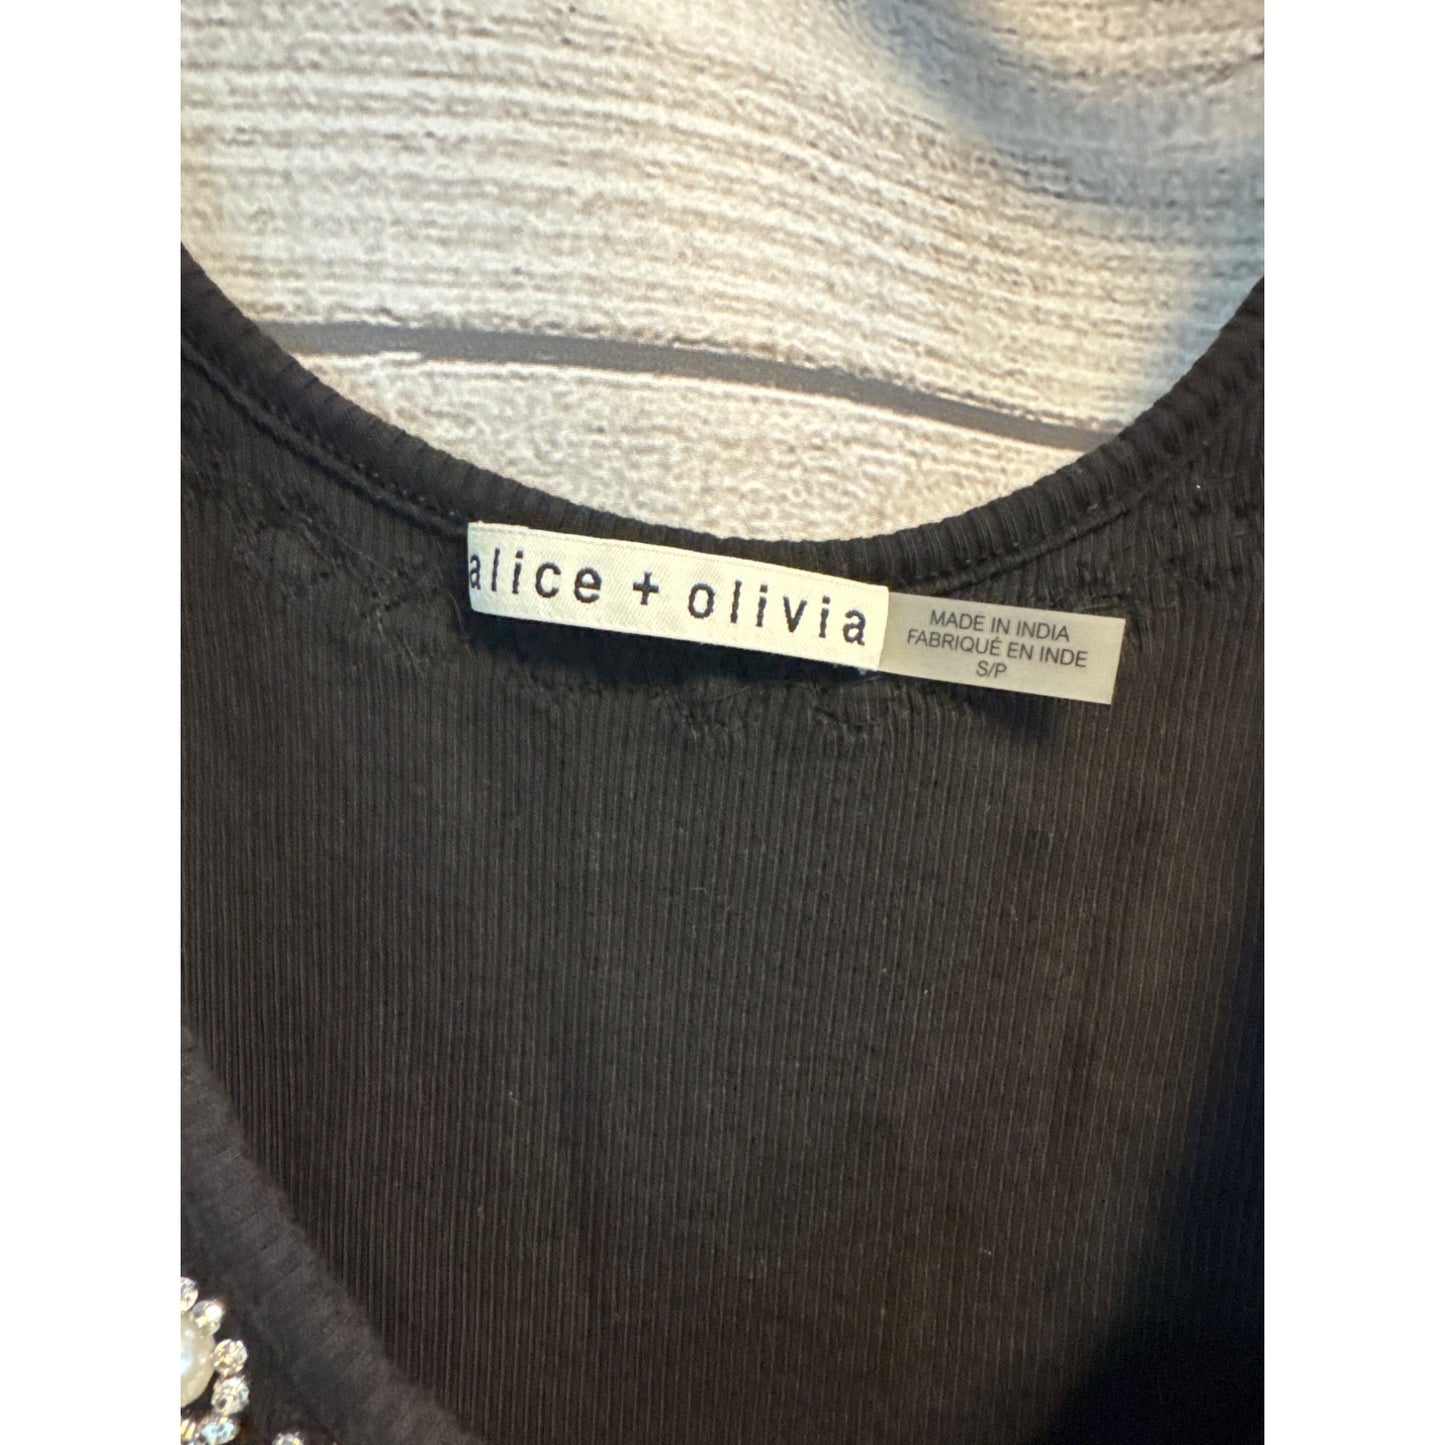 alice + olivia
MADE IN INDIA
FABRIQUÉ EN INDE
S/P